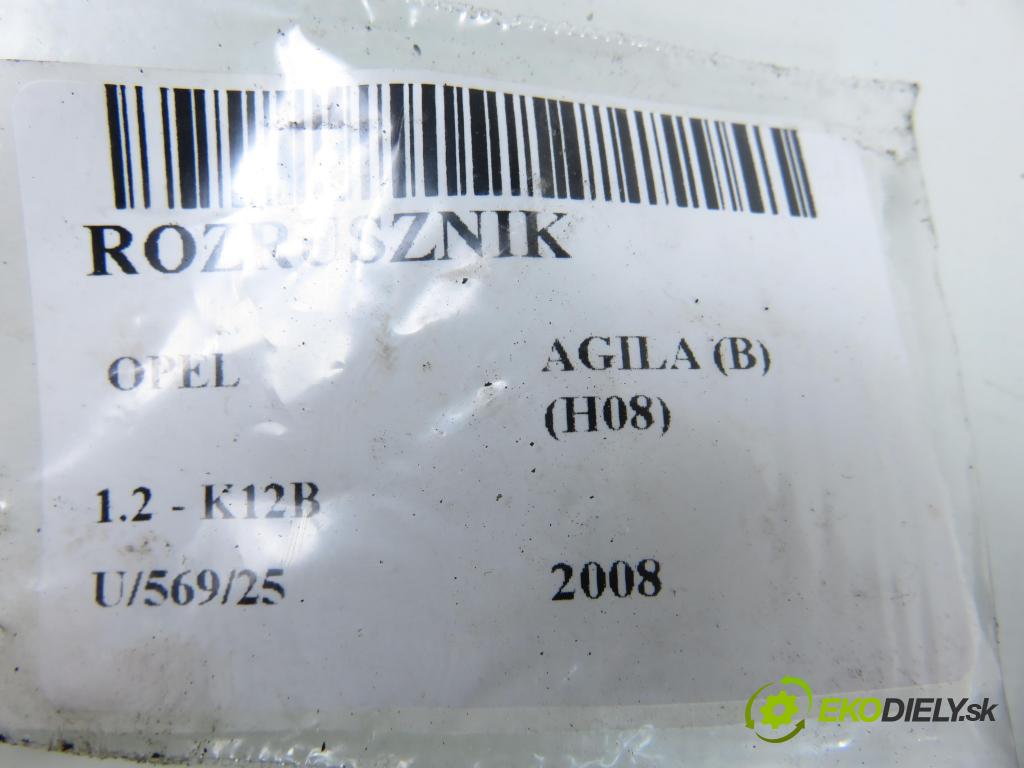 ROZRUSZNIK
OPEL
AGILA (B)
(H08)
1.2 - K12B
U/569/25
2008
EKODIELY.sk